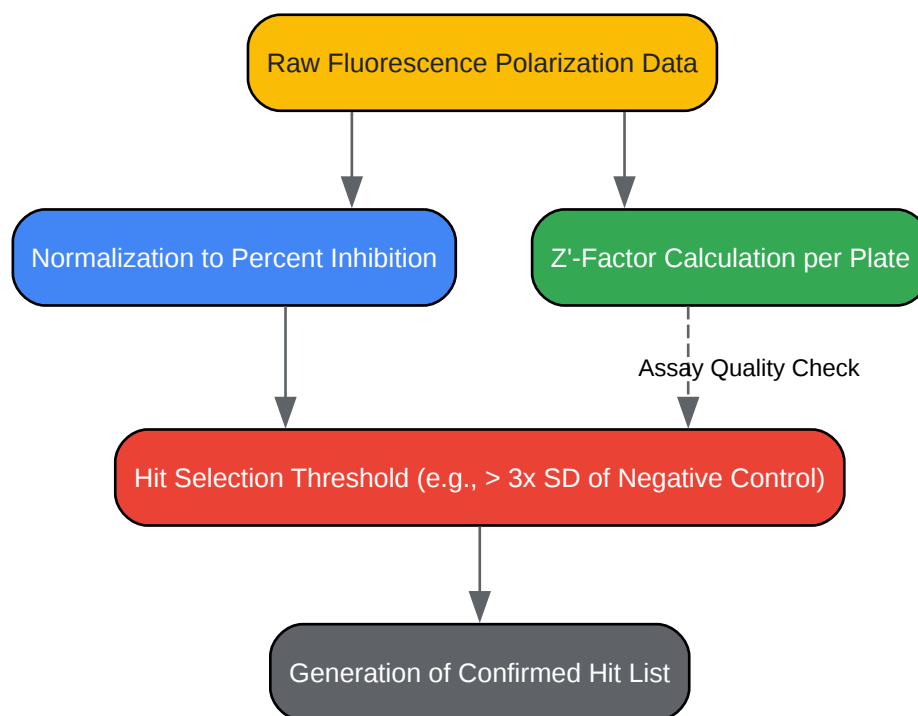 Raw Fluorescence Polarization Data
Normalization to Percent Inhibition
Z'-Factor Calculation per Plate
Assay Quality Check
Hit Selection Threshold (e.g., > 3x SD of Negative Control)
Generation of Confirmed Hit List